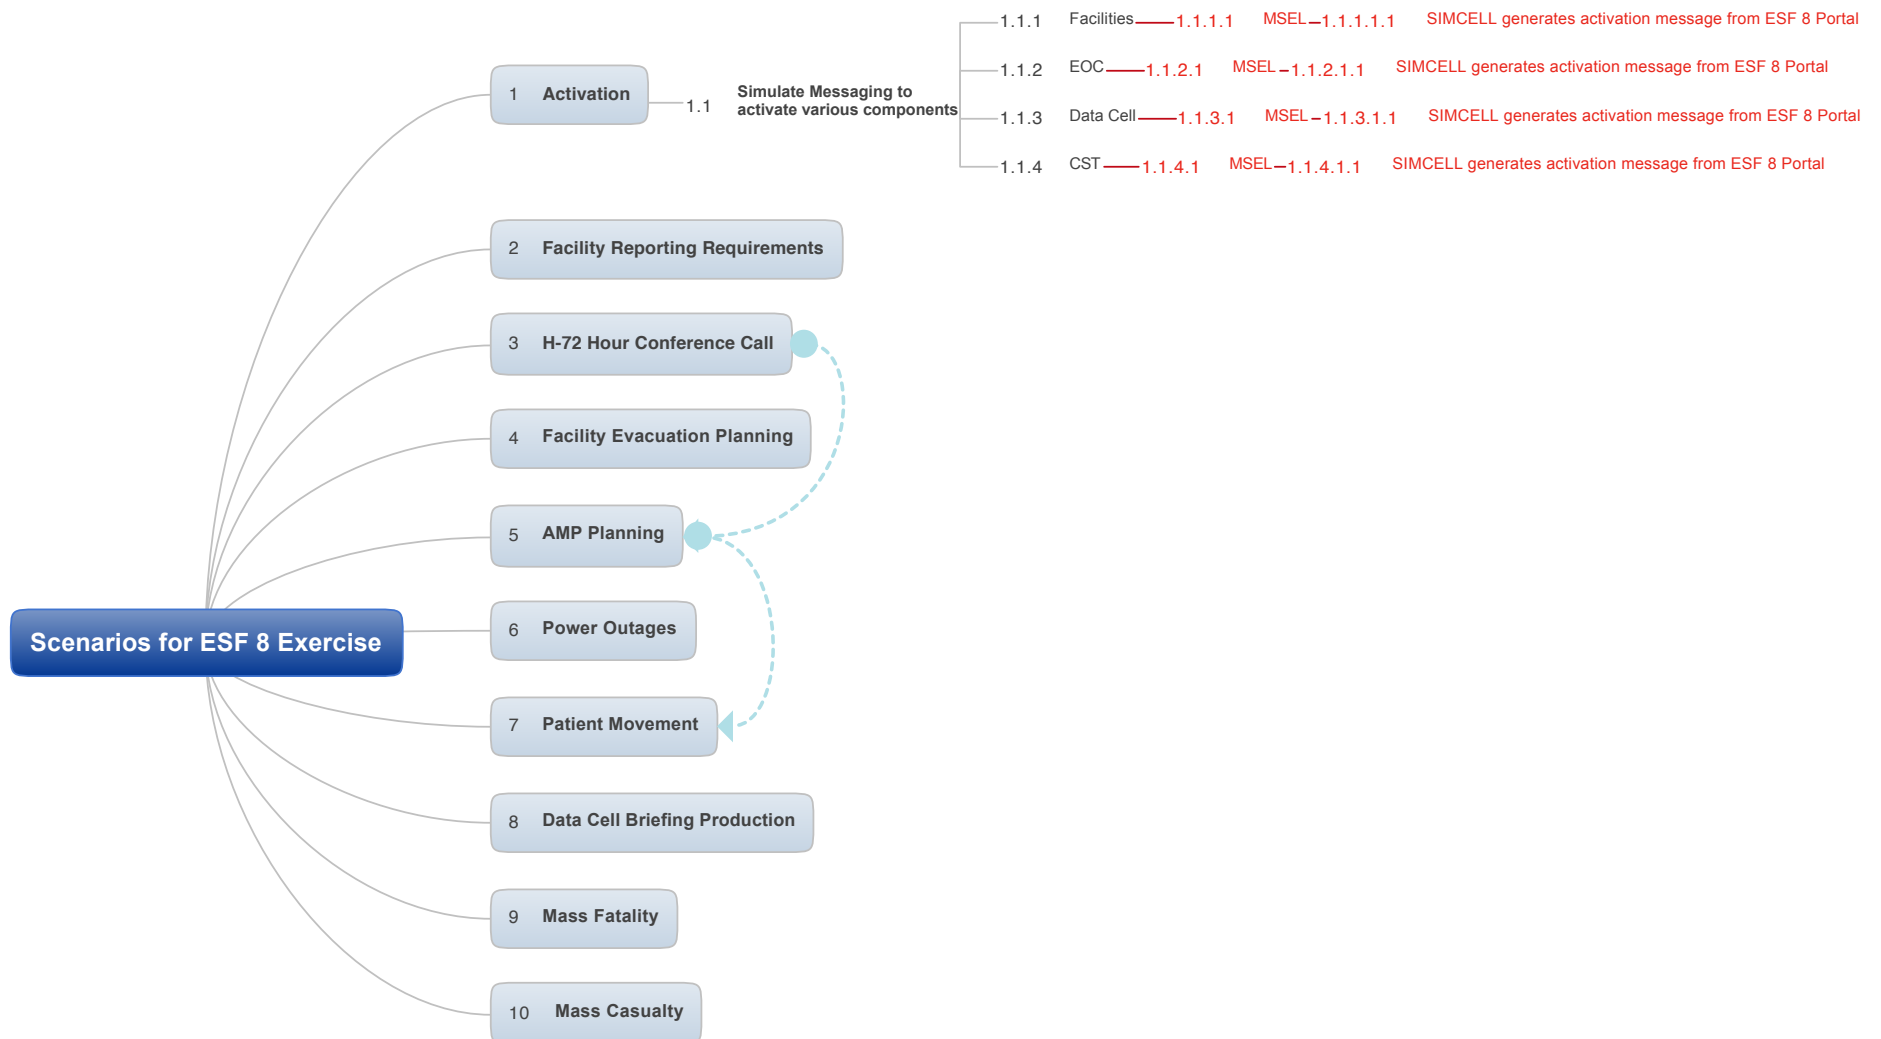 1.1.1 Facilities 1.1.1.1 MSEL 1.1.1.1.1 SIMCELL generates activation message from ESF 8 Portal
1.1.2 EOC 1.1.2.1 MSEL 1.1.2.1.1 SIMCELL generates activation message from ESF 8 Portal
1 Activation
1.1 Simulate Messaging to
activate various components
1.1.3 Data Cell 1.1.3.1 MSEL 1.1.3.1.1 SIMCELL generates activation message from ESF 8 Portal
1.1.4 CST 1.1.4.1 MSEL 1.1.4.1.1 SIMCELL generates activation message from ESF 8 Portal
2 Facility Reporting Requirements
3 H-72 Hour Conference Call
4 Facility Evacuation Planning
5 AMP Planning
6 Power Outages
Scenarios for ESF 8 Exercise
7 Patient Movement
8 Data Cell Briefing Production
9 Mass Fatality
10 Mass Casualty